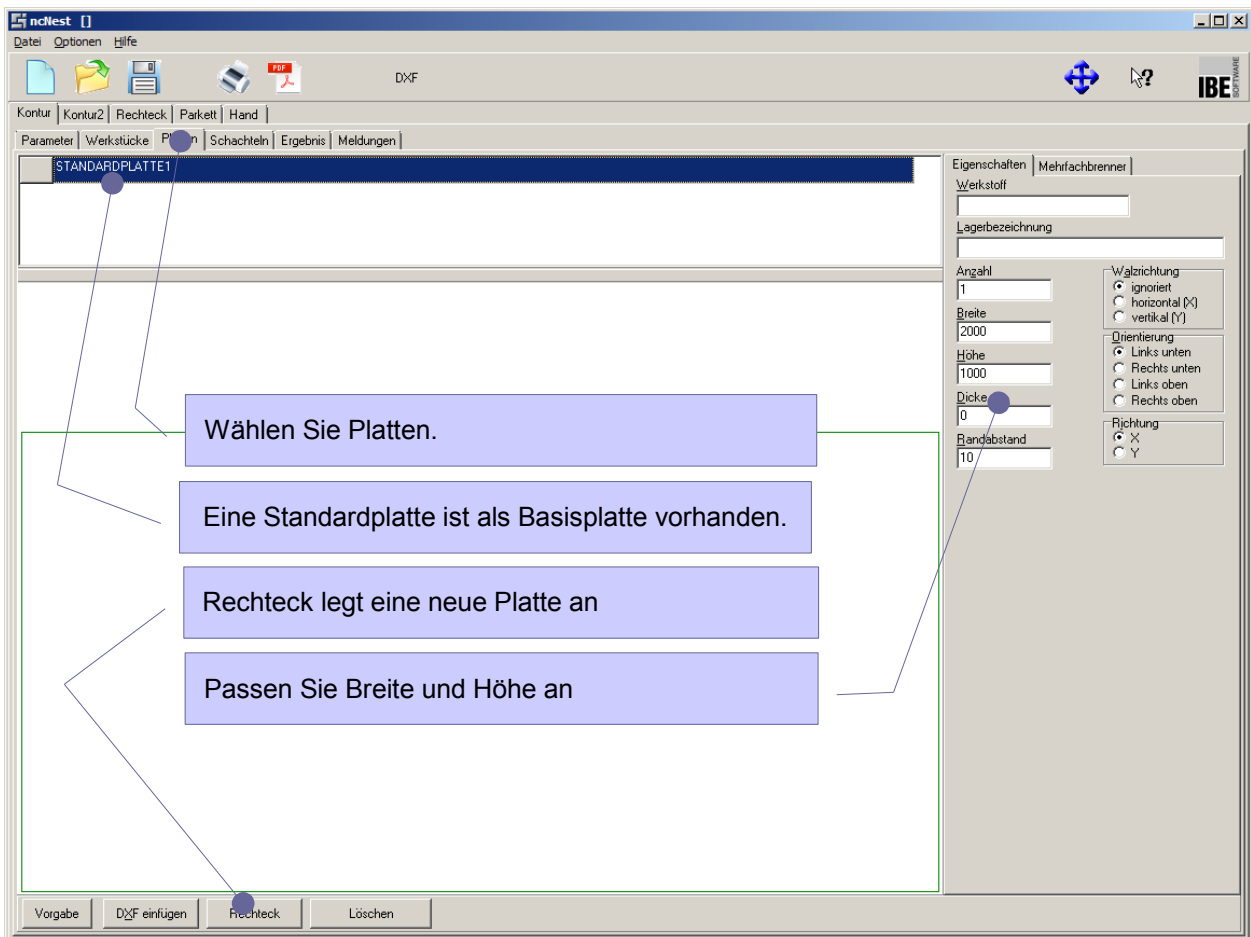 ncNest []
Datei Optionen Hilfe
PDF
DXF
?
IBE SOFTWARE
Kontur Kontur2 Rechteck Parkett Hand
Parameter Werkstücke Schachteln Ergebnis Meldungen
STANDARDPLATTE1
Eigenschaften Mehrfachbrenner
Werkstoff
Lagerbezeichnung
Anzahl
1
Breite
2000
Höhe
1000
Dicke
0
Randabstand
10
Walzrichtung
ignoriert
horizontal (X)
vertikal (Y)
Orientierung
Links unten
Rechts unten
Links oben
Rechts oben
Richtung
X
Y
Wählen Sie Platten.
Eine Standardplatte ist als Basisplatte vorhanden.
Rechteck legt eine neue Platte an
Passen Sie Breite und Höhe an
Vorgabe DXF einfügen Rechteck Löschen